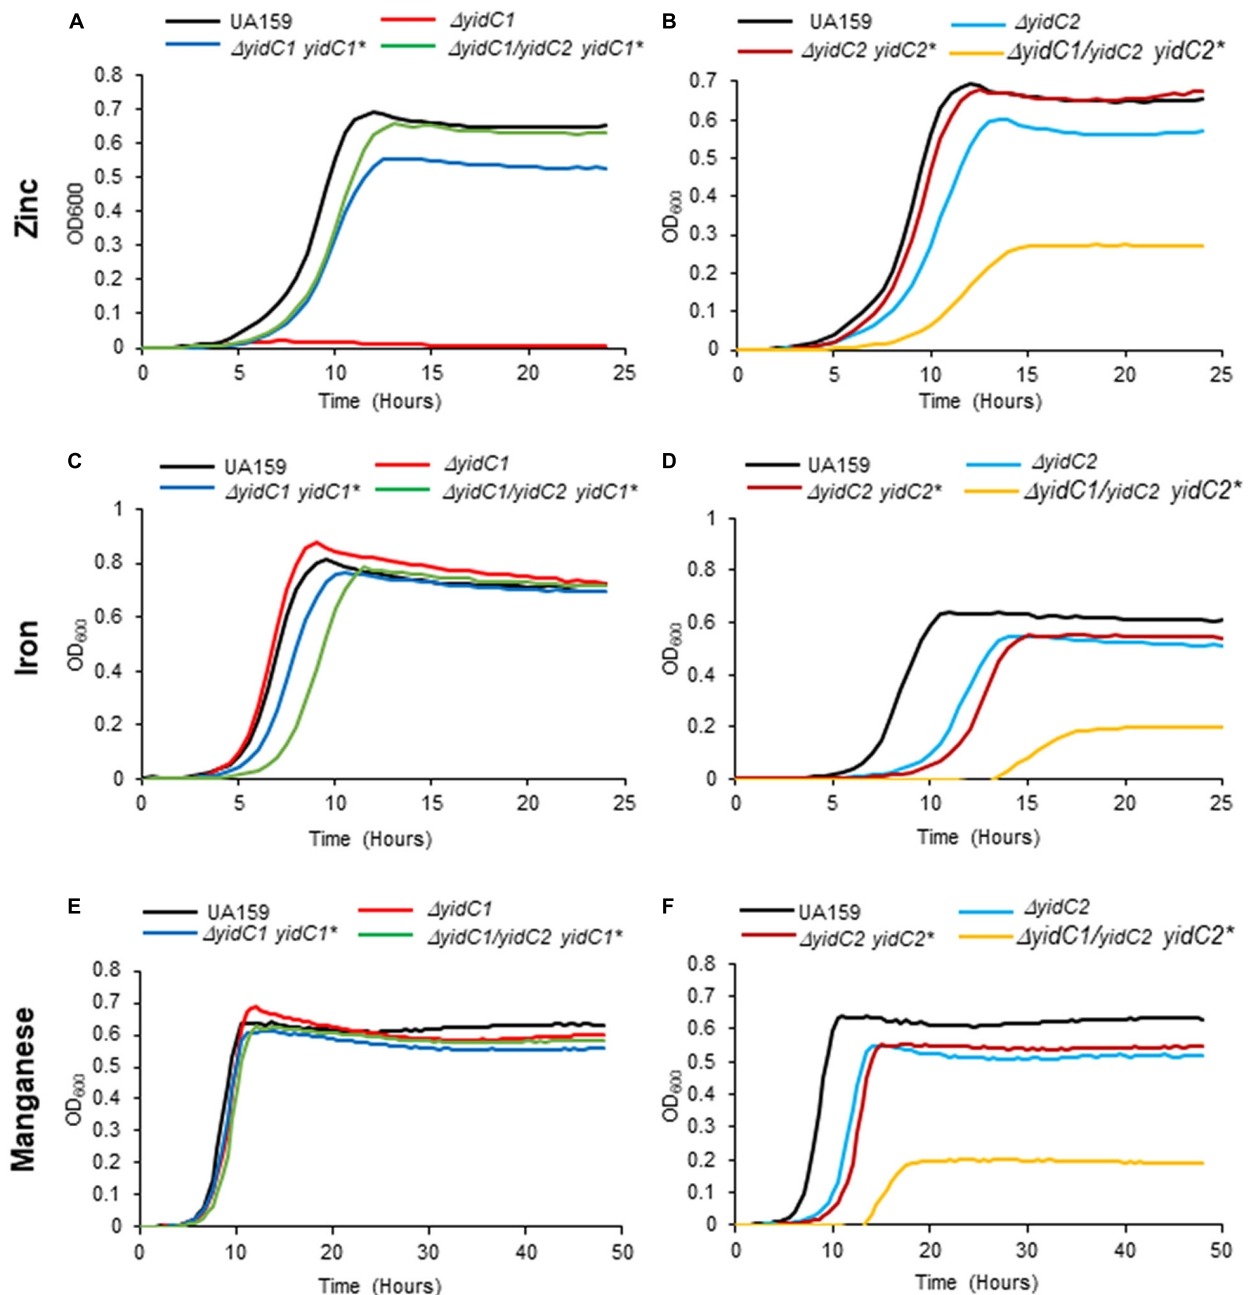 A
UA159
ΔyidC1
ΔyidC1 yidC1*
ΔyidC1/yidC2 yidC1*
0.8
0.7
0.6
0.5
0.4
0.3
0.2
0.1
0
OD600
0 5 10 15 20 25
Time (Hours)
B
UA159
ΔyidC2
ΔyidC2 yidC2*
ΔyidC1/yidC2 yidC2*
0.7
0.6
0.5
0.4
0.3
0.2
0.1
0
OD600
0 5 10 15 20 25
Time (Hours)
Zinc
C
UA159
ΔyidC1
ΔyidC1 yidC1*
ΔyidC1/yidC2 yidC1*
1
0.8
0.6
0.4
0.2
0
OD600
0 5 10 15 20 25
Time (Hours)
D
UA159
ΔyidC2
ΔyidC2 yidC2*
ΔyidC1/yidC2 yidC2*
1
0.8
0.6
0.4
0.2
0
OD600
0 5 10 15 20 25
Time (Hours)
Iron
E
UA159
ΔyidC1
ΔyidC1 yidC1*
ΔyidC1/yidC2 yidC1*
0.8
0.7
0.6
0.5
0.4
0.3
0.2
0.1
0
OD600
0 10 20 30 40 50
Time (Hours)
F
UA159
ΔyidC2
ΔyidC2 yidC2*
ΔyidC1/yidC2 yidC2*
0.8
0.7
0.6
0.5
0.4
0.3
0.2
0.1
0
OD600
0 10 20 30 40 50
Time (Hours)
Manganese